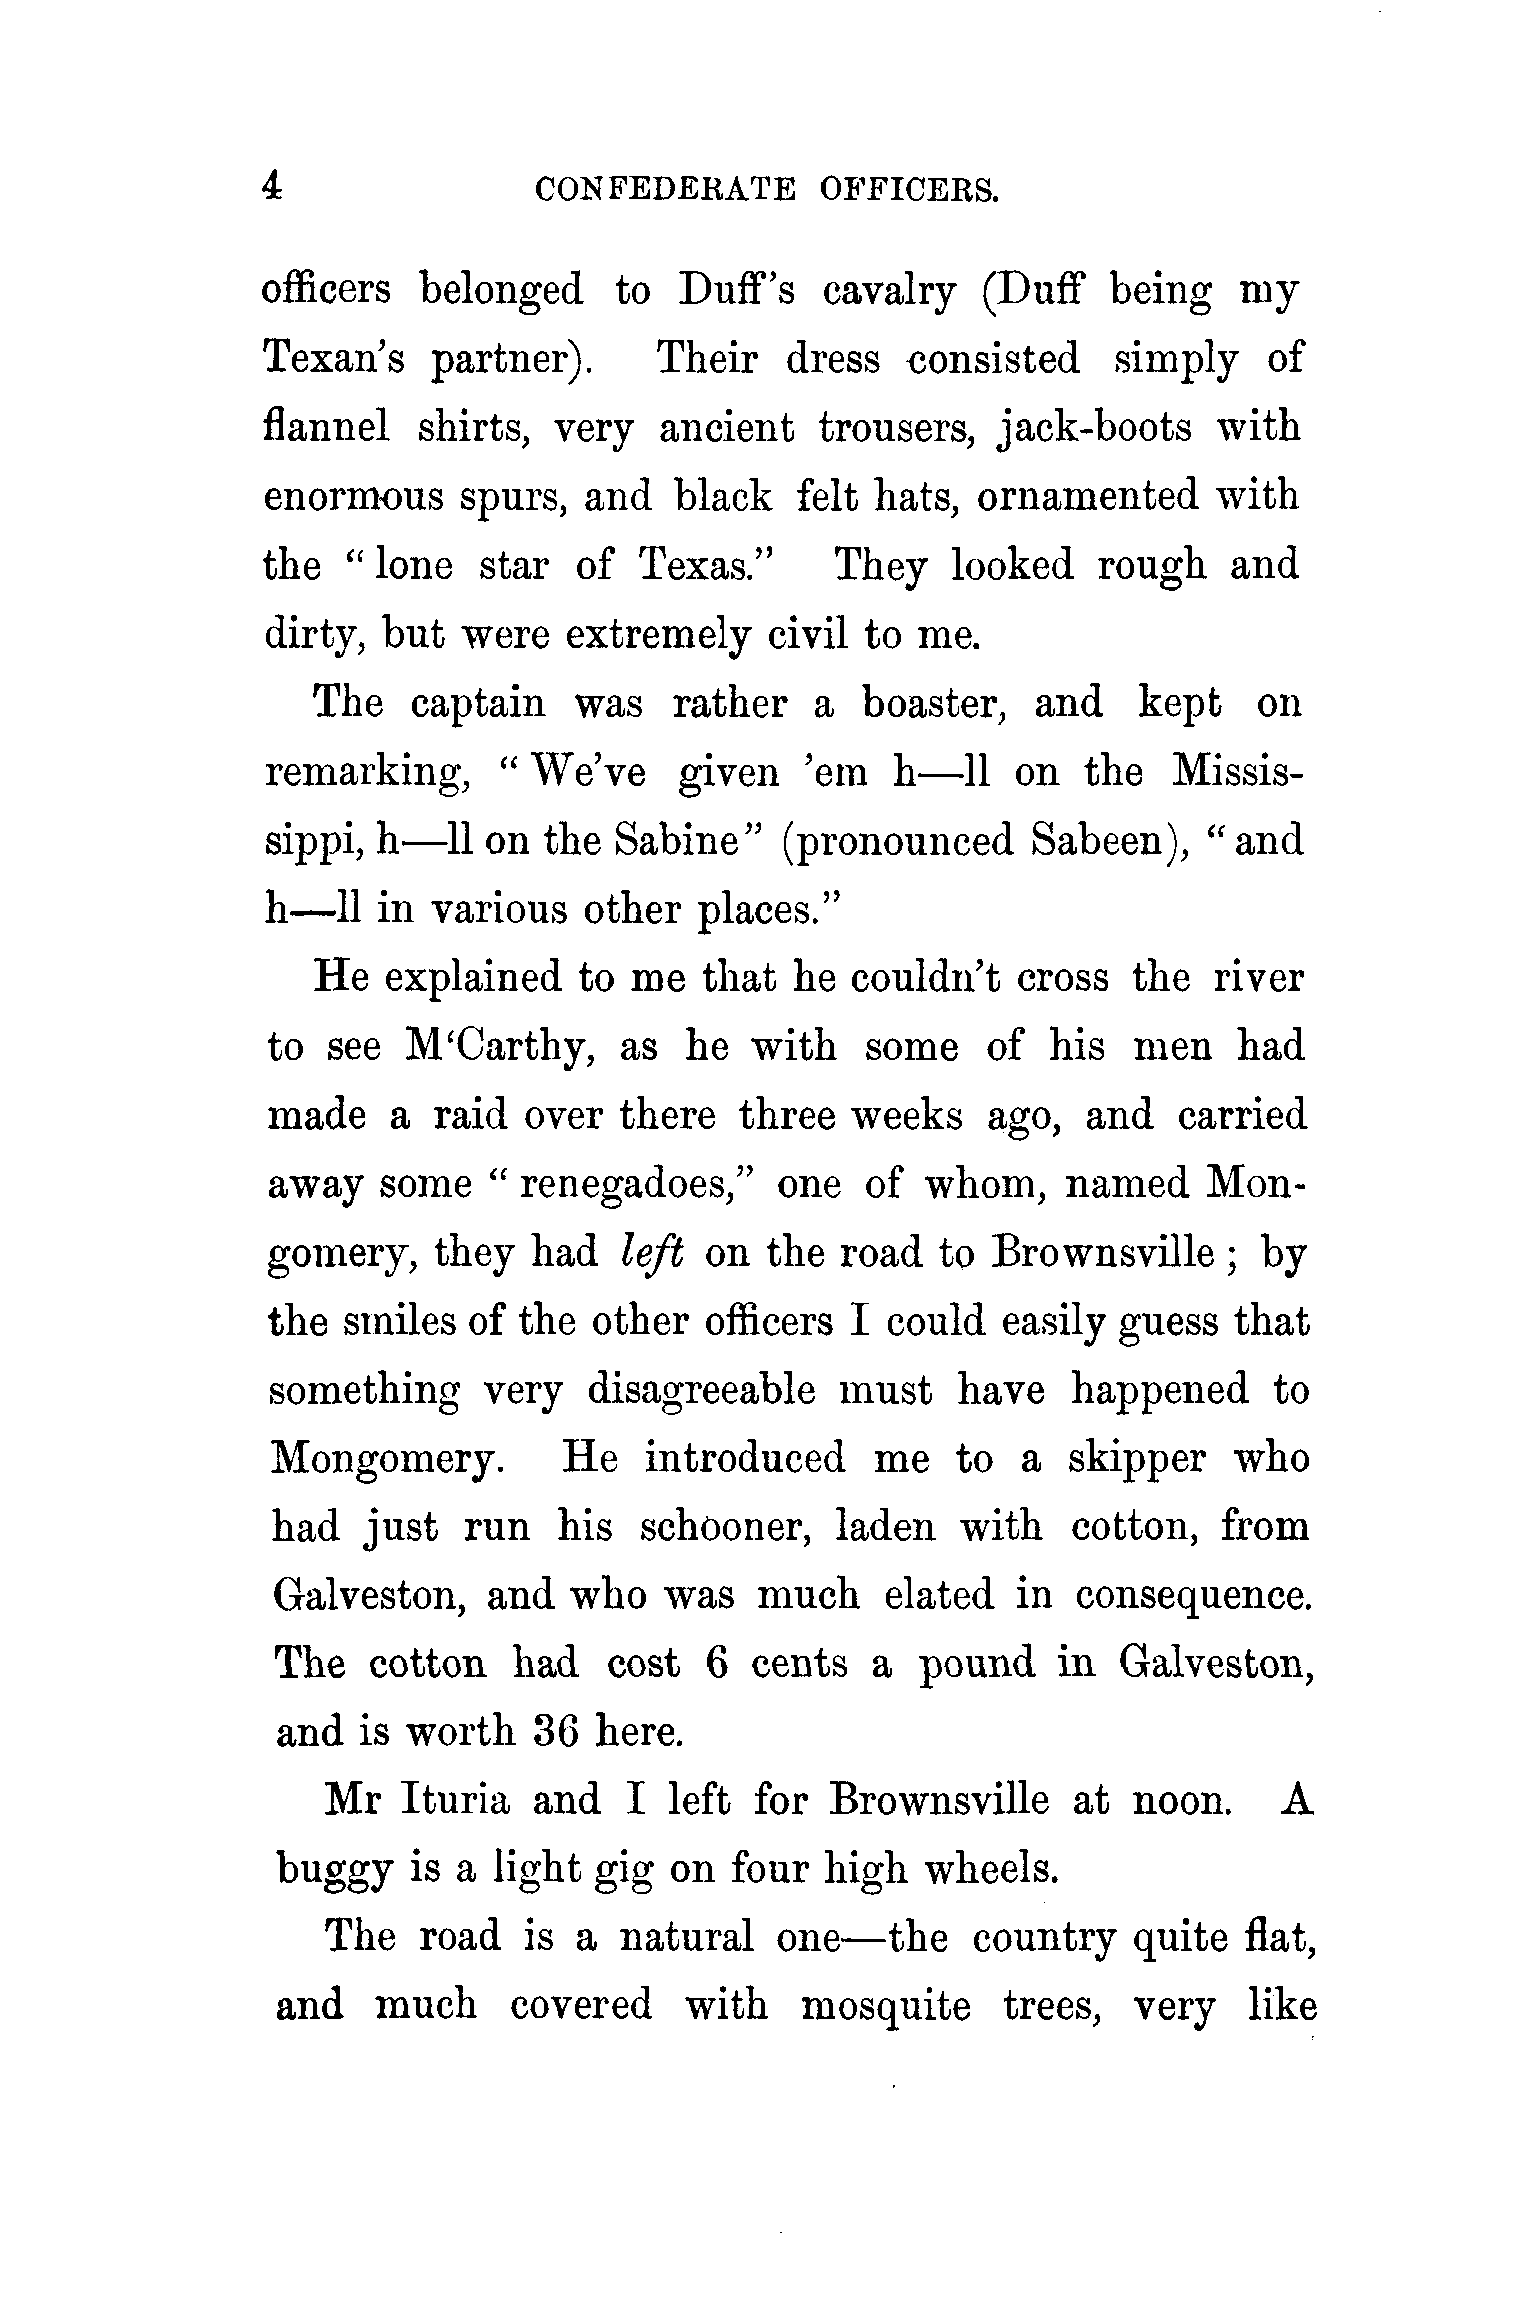 4 CONFEDERATE OFFICERS.
officers belonged to Duff's cavalry (Duff being my
Texan's partner). Their dress consisted simply of
flannel shirts, very ancient trousers, jack-boots with
enormous spurs, and black felt hats, ornamented with
the " lone star of Texas." They looked rough and
dirty, but were extremely civil to me.
The captain was rather a boaster, and kept on
remarking, " We've given 'em h—ll on the Missis-
sippi, h—ll on the Sabine" (pronounced Sabeen), " and
h—ll in various other places."
He explained to me that he couldn't cross the river
to see M‘Carthy, as he with some of his men had
made a raid over there three weeks ago, and carried
away some " renegadoes," one of whom, named Mon-
gomery, they had left on the road to Brownsville ; by
the smiles of the other officers I could easily guess that
something very disagreeable must have happened to
Mongomery. He introduced me to a skipper who
had just run his schooner, laden with cotton, from
Galveston, and who was much elated in consequence.
The cotton had cost 6 cents a pound in Galveston,
and is worth 36 here.
Mr Ituria and I left for Brownsville at noon. A
buggy is a light gig on four high wheels.
The road is a natural one—the country quite flat,
and much covered with mosquite trees, very like